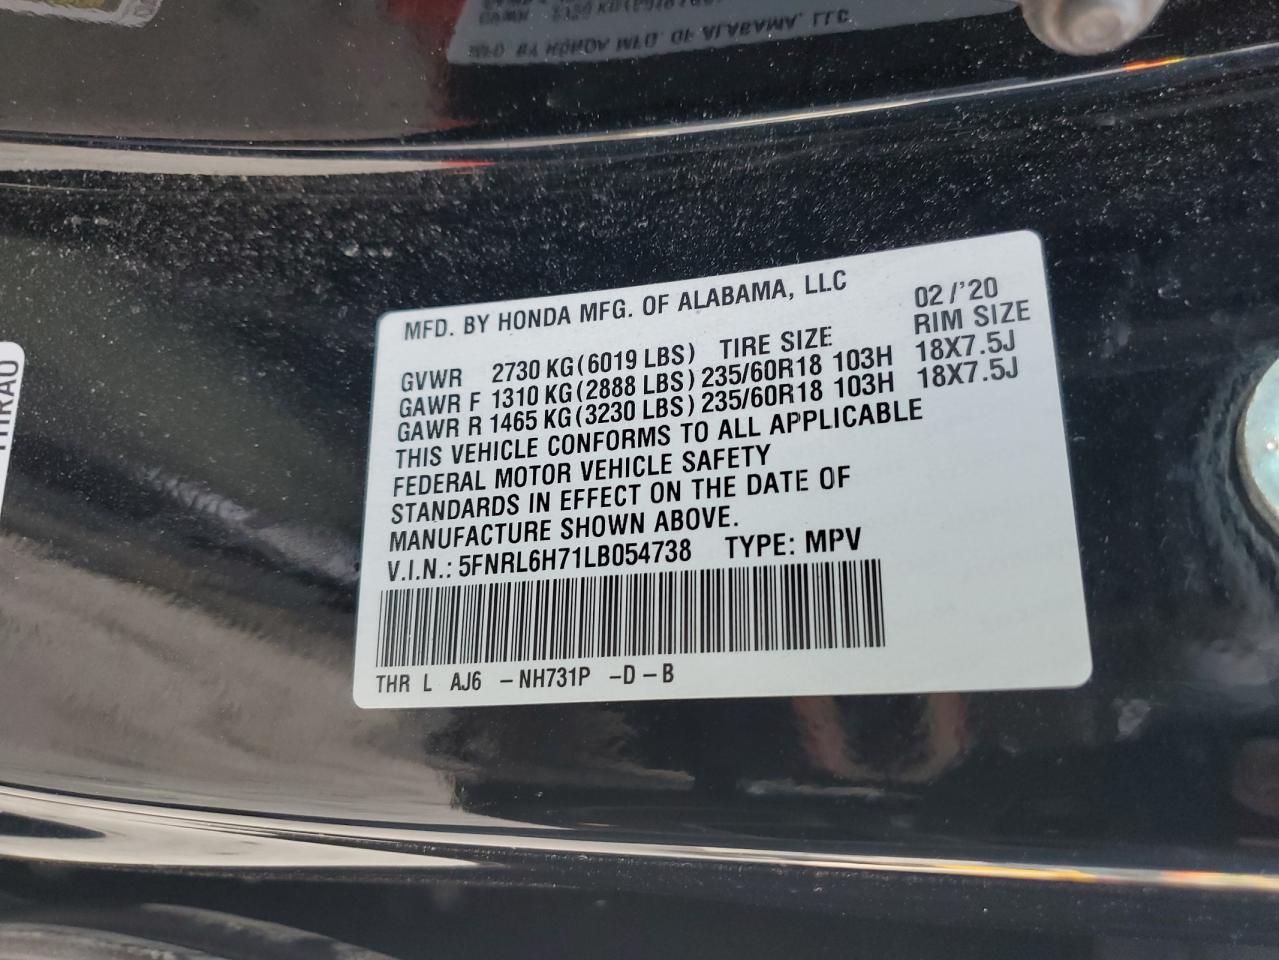 MFD. BY HONDA MFG. OF ALABAMA, LLC 02/'20
GVWR 2730 KG(6019 LBS) TIRE SIZE RIM SIZE
GAWR F 1310 KG(2888 LBS) 235/60R18 103H 18X7.5J
GAWR R 1465 KG(3230 LBS) 235/60R18 103H 18X7.5J
THIS VEHICLE CONFORMS TO ALL APPLICABLE
FEDERAL MOTOR VEHICLE SAFETY
STANDARDS IN EFFECT ON THE DATE OF
MANUFACTURE SHOWN ABOVE.
V.I.N.: 5FNRL6H71LB054738 TYPE: MPV
THR L AJ6 -NH731P -D-B
THRA0